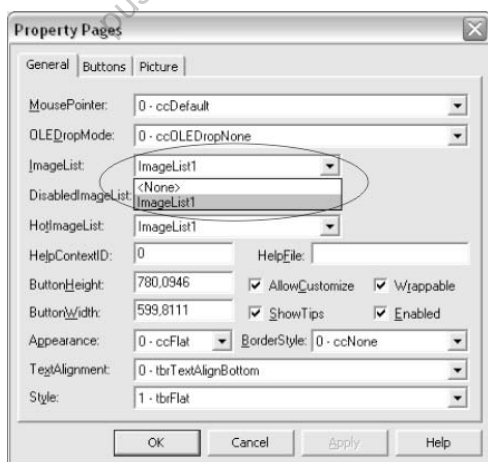 Property Pages
General Buttons Picture
MousePointer: 0 - ccDefault
OLEDropMode: 0 - ccOLEDropNone
ImageList: ImageList1
<None>
DisabledImageList: ImageList1
HotImageList: ImageList1
HelpContextID: 0 HelpFile:
ButtonHeight: 780,0946 AllowCustomize Wrappable
ButtonWidth: 599,8111 ShowTips Enabled
Appearance: 0 - ccFlat BorderStyle: 0 - ccNone
TextAlignment: 0 - tbrTextAlignBottom
Style: 1 - tbrFlat
OK Cancel Apply Help